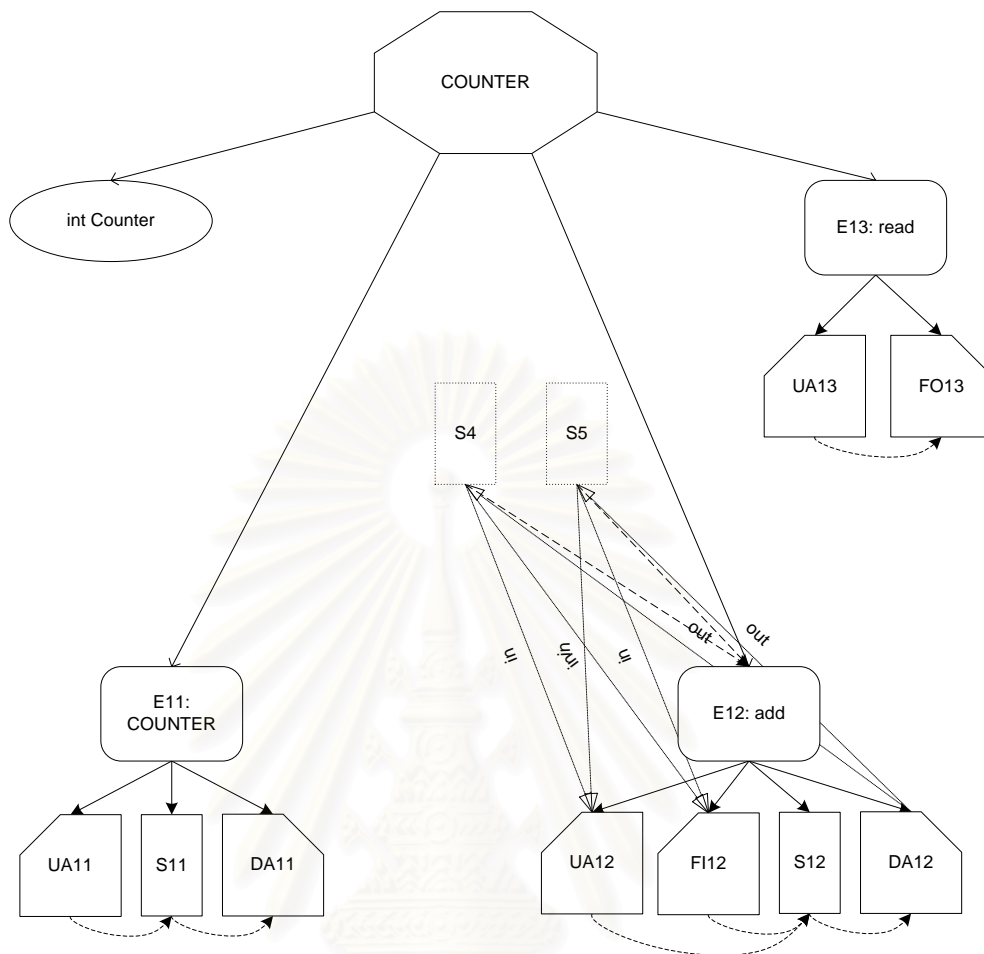 COUNTER
int Counter
E13: read
UA13
FO13
S4
S5
out
out
in
in
in
in
E11:
COUNTER
E12: add
UA11
S11
DA11
UA12
FI12
S12
DA12